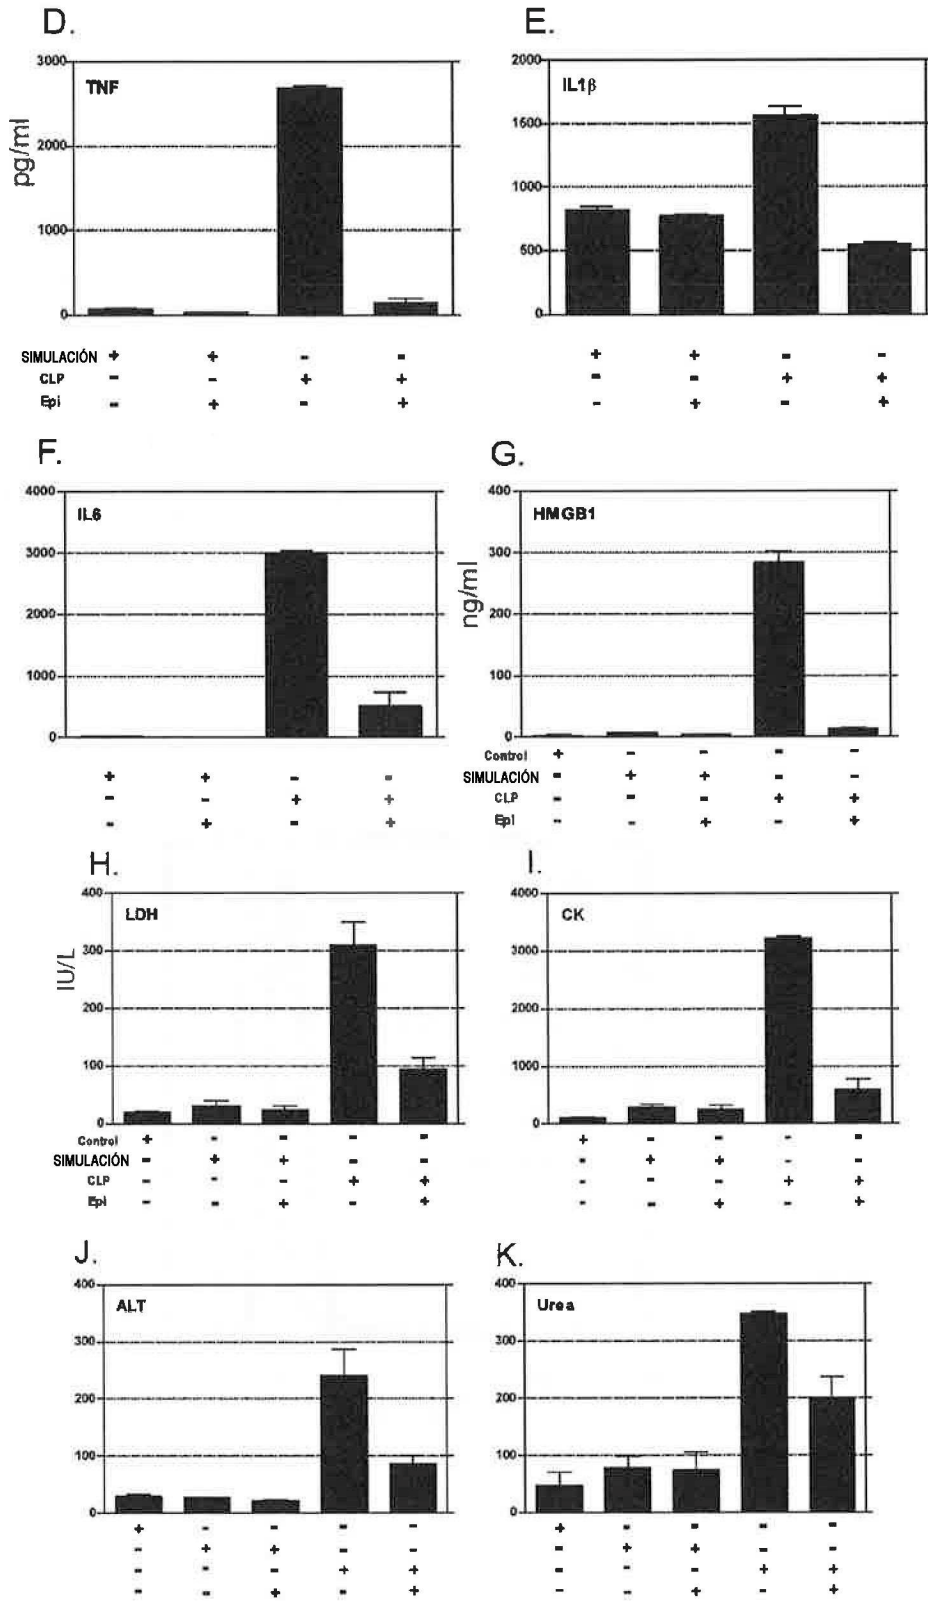 D. E.
3000 2000
TNF IL1β
pg/ml
2000 1500
1000
1000 500
0 0
SIMULACIÓN + + - - + + - -
CLP - - + + - - + +
Epi - + - + - + - +
F. G.
4000 400
IL6 HMGB1
3000 300
ng/ml
2000 200
1000 100
0 0
Control + - - - -
+ + - - SIMULACIÓN - + + - -
- - + + CLP - - - + +
- + - + Epi - - + - +
H. I.
400 4000
LDH CK
IU/L
300 3000
200 2000
100 1000
0 0
Control + - - - - + - - - -
SIMULACIÓN - + + - - - + + - -
CLP - - - + + - - - + +
Epi - - + - + - - + - +
J. K.
400 400
ALT Urea
300 300
200 200
100 100
0 0
+ - - - - + - - - -
- + + - - - + + - -
- - - + + - - - + +
- - + - + - - + - +